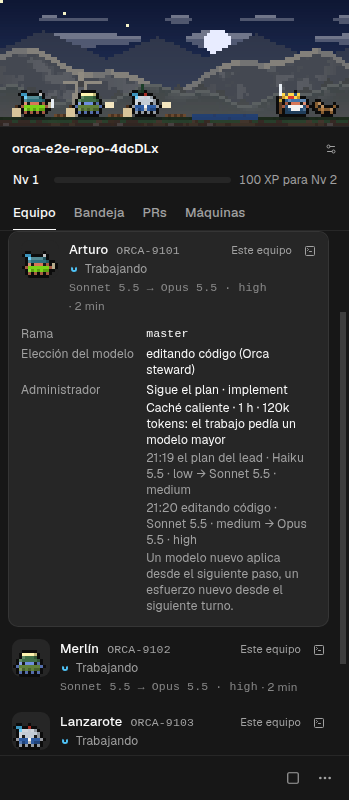 orca-e2e-repo-4dcDLx
Nv 1 100 XP para Nv 2
Equipo Bandeja PRs Máquinas
Arturo ORCA-9101 Este equipo
Trabajando
Sonnet 5.5 → Opus 5.5 · high
· 2 min
Rama master
Elección del modelo editando código (Orca
steward)
Administrador Sigue el plan · implement
Caché caliente · 1 h · 120k
tokens: el trabajo pedía un
modelo mayor
21:19 el plan del lead · Haiku
5.5 · low → Sonnet 5.5 ·
medium
21:20 editando código ·
Sonnet 5.5 · medium → Opus
5.5 · high
Un modelo nuevo aplica
desde el siguiente paso, un
esfuerzo nuevo desde el
siguiente turno.
Merlín ORCA-9102 Este equipo
Trabajando
Sonnet 5.5 → Opus 5.5 · high · 2 min
Lanzarote ORCA-9103 Este equipo
Trabajando